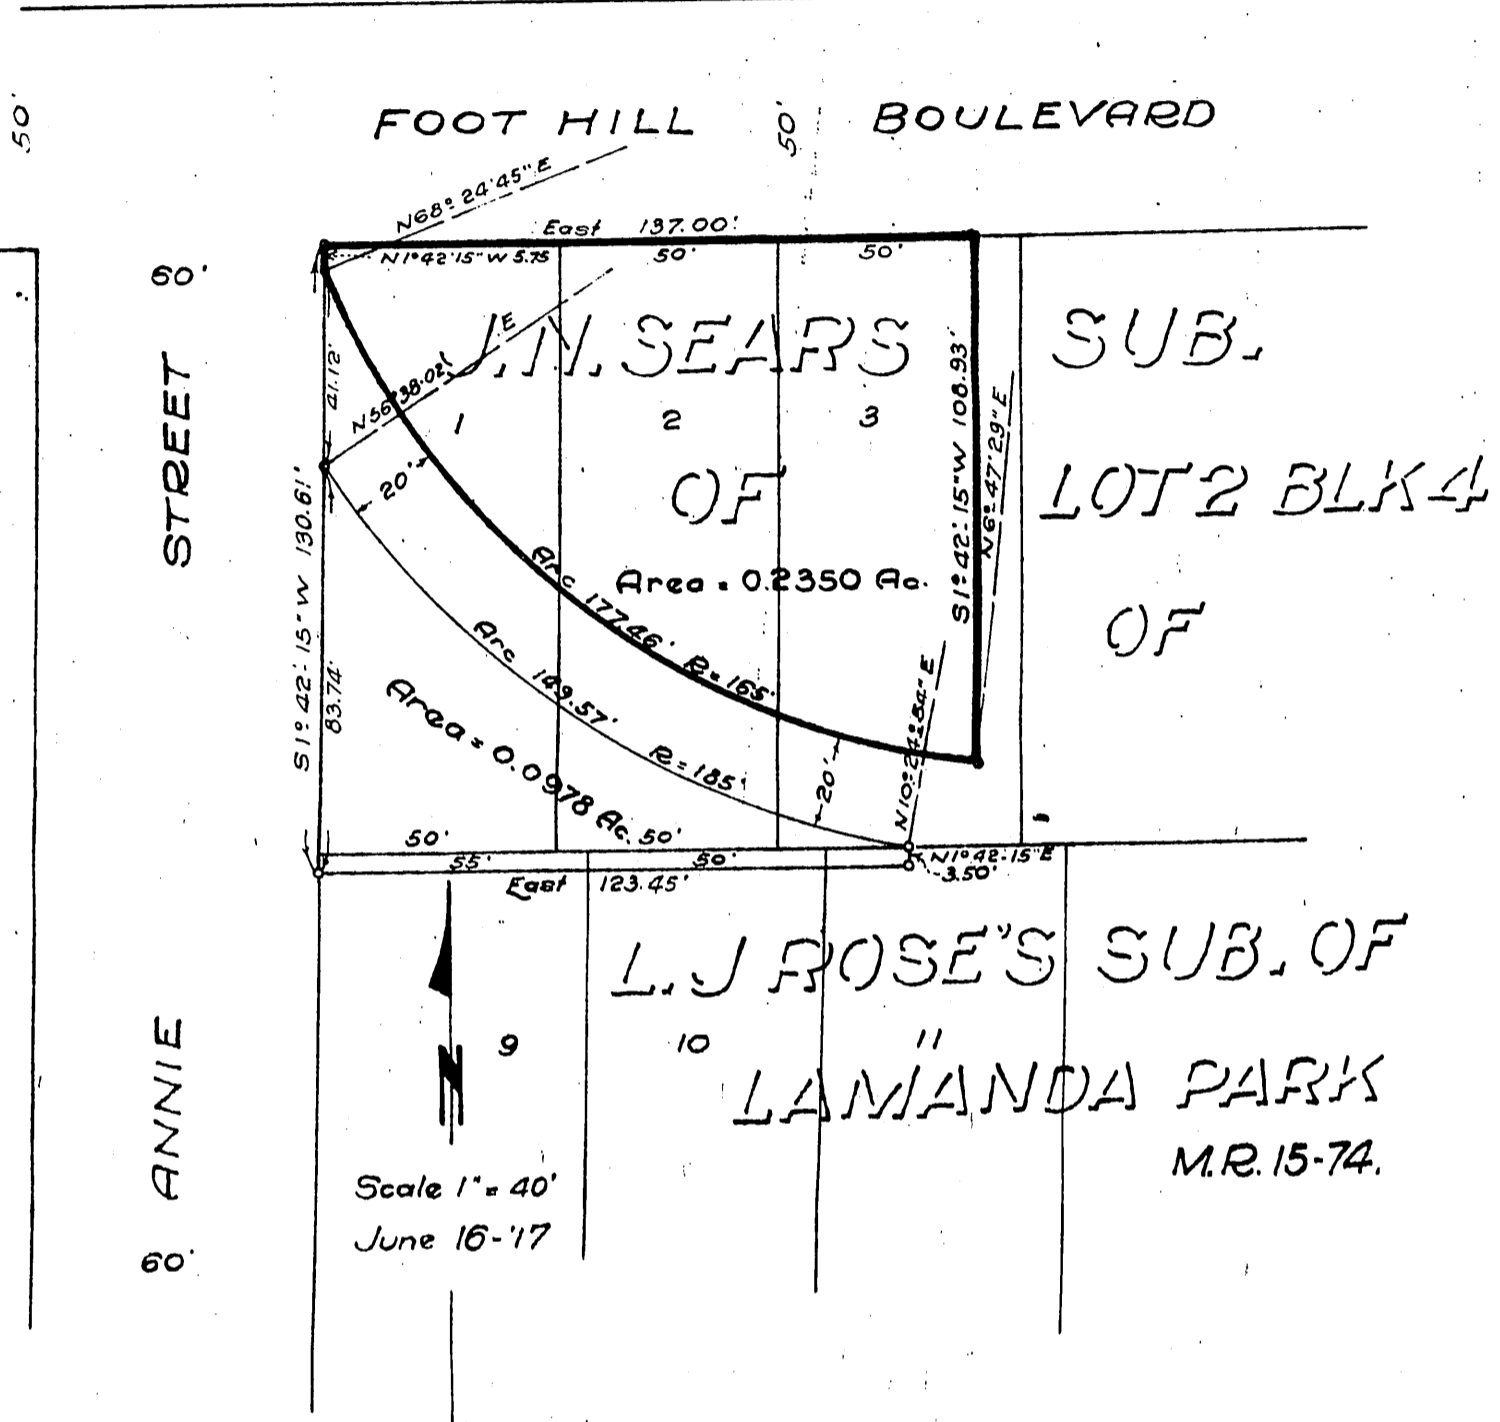 50'
FOOT HILL 50' BOULEVARD
N68° 24' 45" E
East 137.00'
N1° 42' 15" W 5.75
50' 50'
60'
STREET
41.12'
N56° 38' 02" E
J. N. SEARS SUB.
1 2 3
S1° 42' 15" W 108.93'
N6° 47' 29" E
20'
OF LOT 2 BLK 4
S1° 42' 15" W 130.61'
Arc 177.46' R = 165'
Area = 0.2350 Ac.
OF
Arc 149.57' R = 185'
83.74'
Area = 0.0978 Ac.
20'
N10° 24' 54" E
50' 50'
55' 50'
N1° 42' 15" E
3.50'
East 123.45'
L. J ROSE'S SUB. OF
9 10 11
LAMANDA PARK
M.R. 15-74.
ANNIE
60'
N
Scale 1" = 40'
June 16-'17